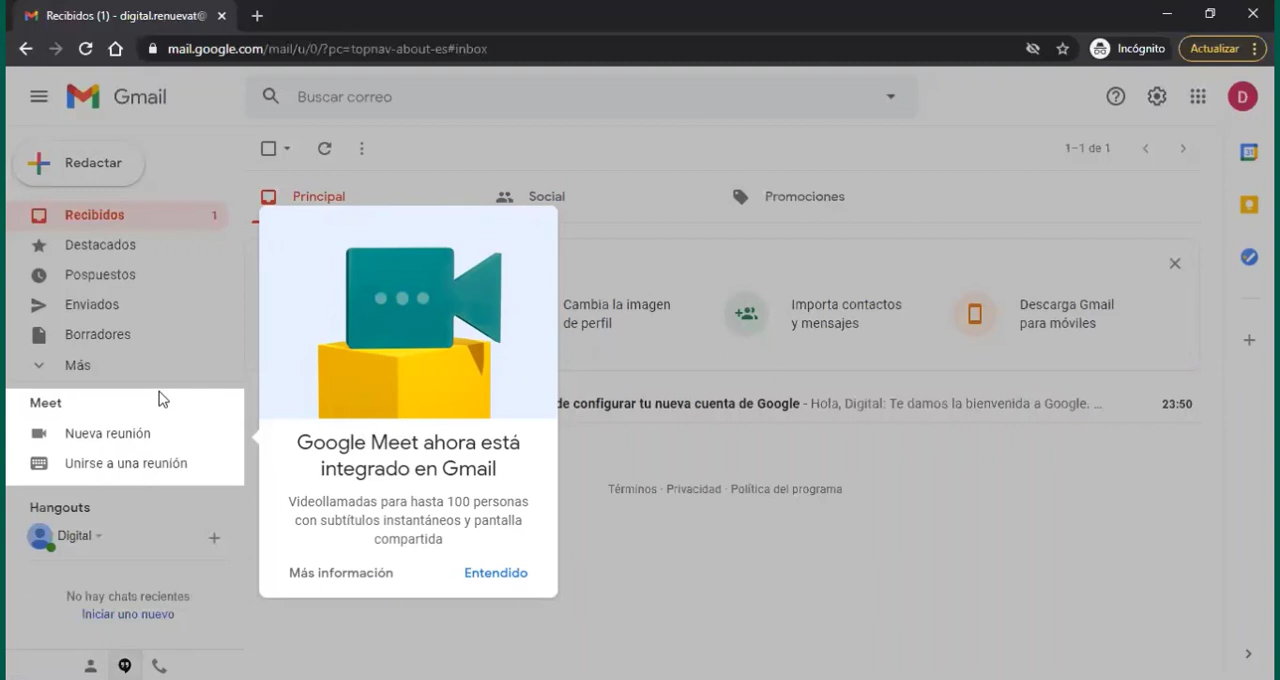 Recibidos (1) - digital.renuevat@
mail.google.com/mail/u/0/?pc=topnav-about-es#inbox
Incógnito
Actualizar
Gmail
Buscar correo
D
Redactar
1-1 de 1
31
Principal
Social
Promociones
Recibidos
1
Destacados
Pospuestos
Enviados
Borradores
Más
Cambia la imagen
de perfil
Importa contactos
y mensajes
Descarga Gmail
para móviles
de configurar tu nueva cuenta de Google - Hola, Digital: Te damos la bienvenida a Google. ...
23:50
Meet
Nueva reunión
Unirse a una reunión
Google Meet ahora está
integrado en Gmail
Videollamadas para hasta 100 personas
con subtítulos instantáneos y pantalla
compartida
Más información
Entendido
Términos · Privacidad · Política del programa
Hangouts
Digital
No hay chats recientes
Iniciar uno nuevo